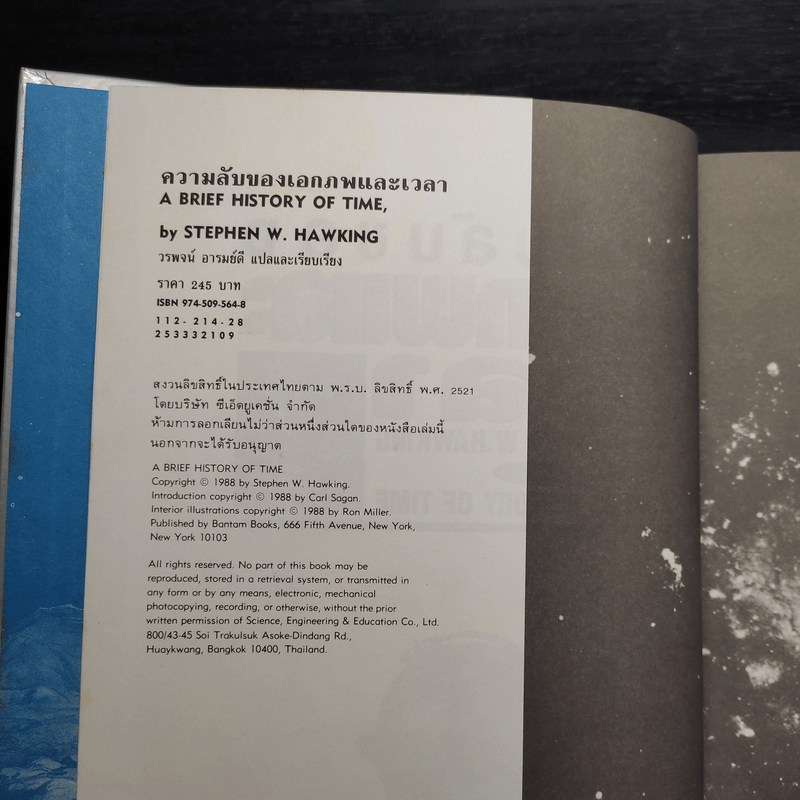 ความลับของเอกภพและเวลา
A BRIEF HISTORY OF TIME,
by STEPHEN W. HAWKING
วรพจน์ อารมย์ดี แปลและเรียบเรียง
ราคา 245 บาท
ISBN 974-509-564-8
112-214-28
253332109
สงวนลิขสิทธิ์ในประเทศไทยตาม พ.ร.บ. ลิขสิทธิ์ พ.ศ. 2521
โดยบริษัท ซีเอ็ดยูเคชั่น จำกัด
ห้ามการลอกเลียนไม่ว่าส่วนหนึ่งส่วนใดของหนังสือเล่มนี้
นอกจากจะได้รับอนุญาต
A BRIEF HISTORY OF TIME
Copyright © 1988 by Stephen W. Hawking.
Introduction copyright © 1988 by Carl Sagan.
Interior illustrations copyright © 1988 by Ron Miller.
Published by Bantam Books, 666 Fifth Avenue, New York,
New York 10103
All rights reserved. No part of this book may be
reproduced, stored in a retrieval system, or transmitted in
any form or by any means, electronic, mechanical
photocopying, recording, or otherwise, without the prior
written permission of Science, Engineering & Education Co., Ltd.
800/43-45 Soi Trakulsuk Asoke-Dindang Rd.,
Huaykwang, Bangkok 10400, Thailand.